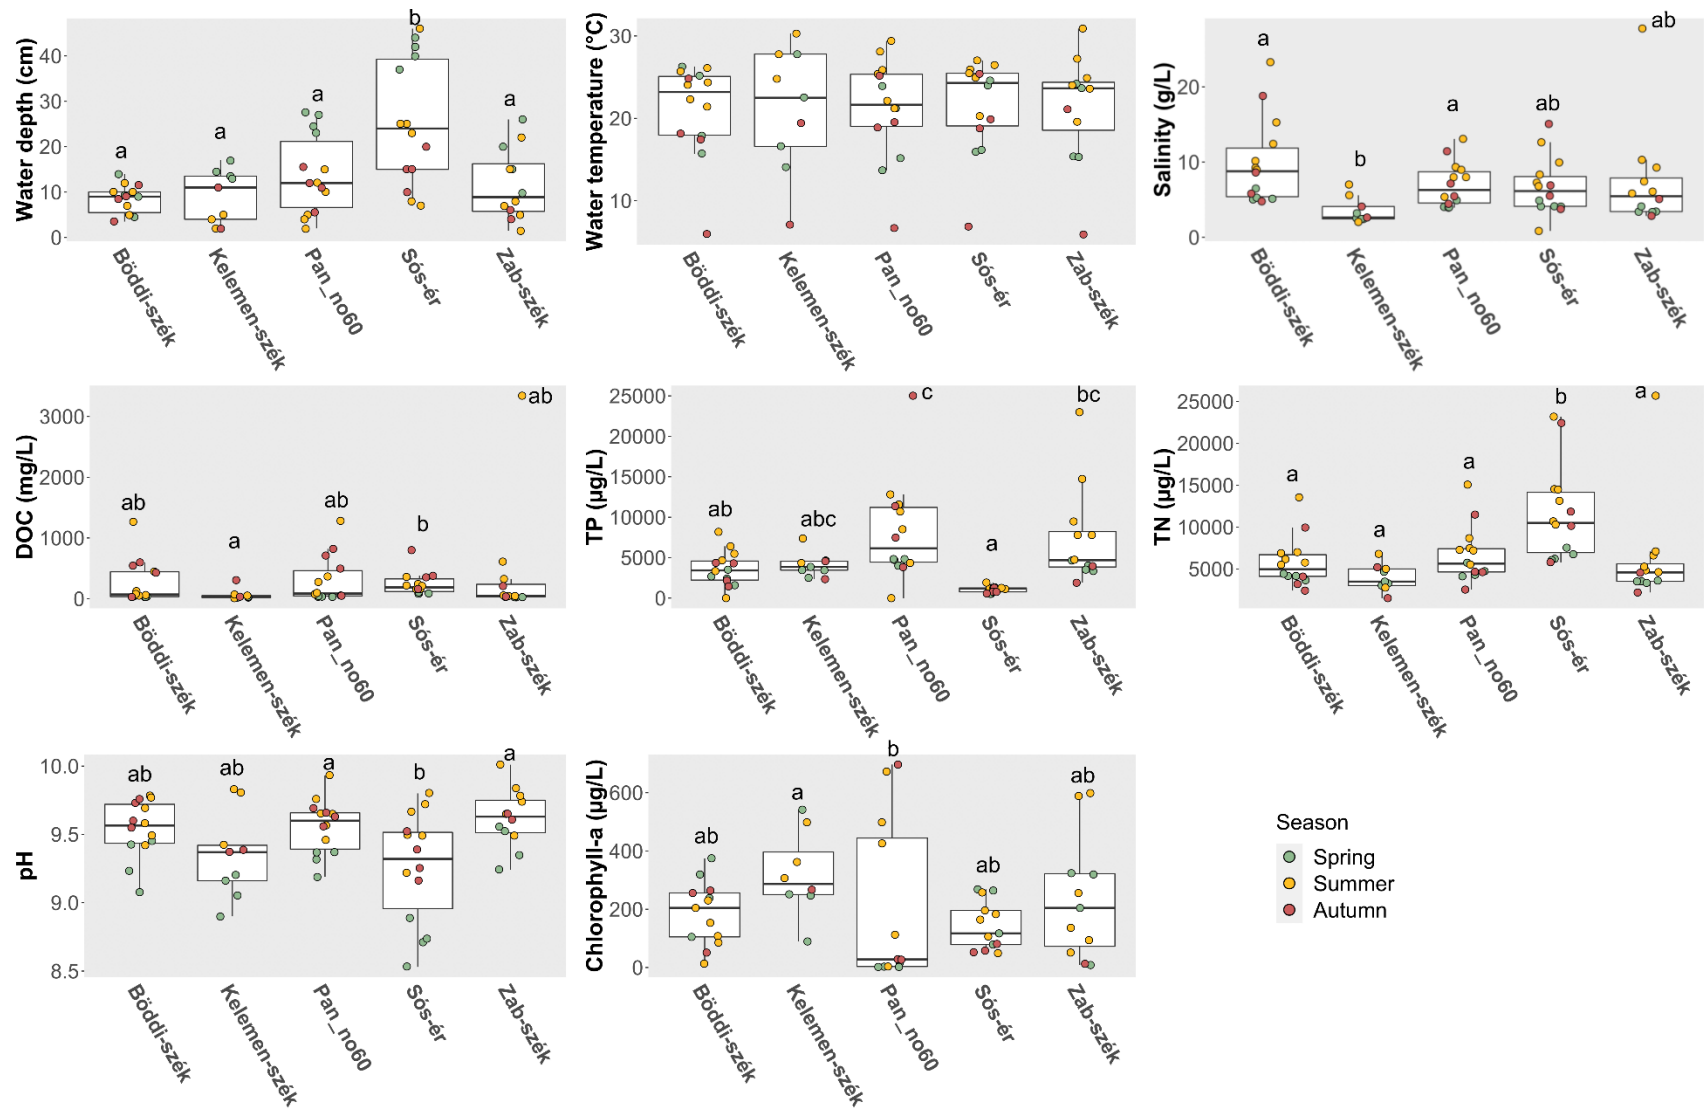 Water depth (cm)
40
30
20
10
0
a
a
a
b
a
Böddi-szék
Kelemen-szék
Pan_no60
Sós-ér
Zab-szék
Water temperature (°C)
30
20
10
Böddi-szék
Kelemen-szék
Pan_no60
Sós-ér
Zab-szék
Salinity (g/L)
20
10
0
a
b
a
ab
ab
Böddi-szék
Kelemen-szék
Pan_no60
Sós-ér
Zab-szék
DOC (mg/L)
3000
2000
1000
0
ab
a
ab
b
ab
Böddi-szék
Kelemen-szék
Pan_no60
Sós-ér
Zab-szék
TP (µg/L)
25000
20000
15000
10000
5000
0
ab
abc
c
a
bc
Böddi-szék
Kelemen-szék
Pan_no60
Sós-ér
Zab-szék
TN (µg/L)
25000
20000
15000
10000
5000
a
a
a
b
a
Böddi-szék
Kelemen-szék
Pan_no60
Sós-ér
Zab-szék
pH
10.0
9.5
9.0
8.5
ab
ab
a
b
a
Böddi-szék
Kelemen-szék
Pan_no60
Sós-ér
Zab-szék
Chlorophyll-a (µg/L)
600
400
200
0
ab
a
b
ab
ab
Böddi-szék
Kelemen-szék
Pan_no60
Sós-ér
Zab-szék
Season
Spring
Summer
Autumn